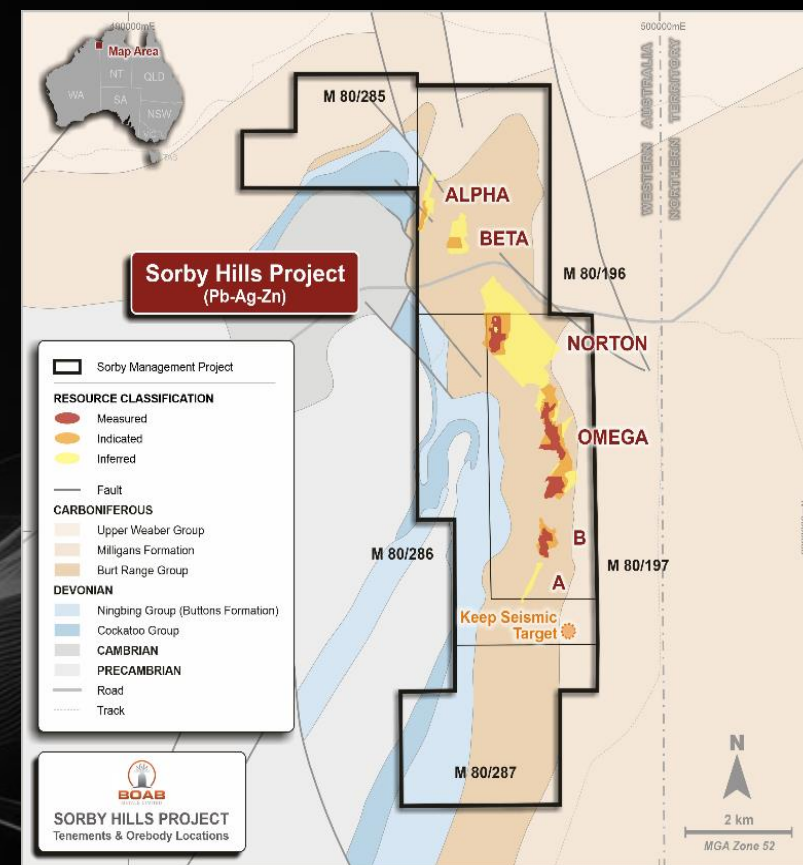 480000mE
500000mE
Map Area
WA
NT
QLD
SA
NSW
WESTERN AUSTRALIA
NORTHERN TERRITORY
M 80/285
ALPHA
BETA
M 80/196
Sorby Hills Project
(Pb-Ag-Zn)
NORTON
OMEGA
B
M 80/286
M 80/197
A
Keep Seismic
Target
M 80/287
Sorby Management Project
RESOURCE CLASSIFICATION
Measured
Indicated
Inferred
Fault
CARBONIFEROUS
Upper Weaber Group
Milligans Formation
Burt Range Group
DEVONIAN
Ningbing Group (Buttons Formation)
Cockatoo Group
CAMBRIAN
PRECAMBRIAN
Road
Track
BOAB
SORBY HILLS PROJECT
Tenements & Orebody Locations
N
2 km
MGA Zone 52